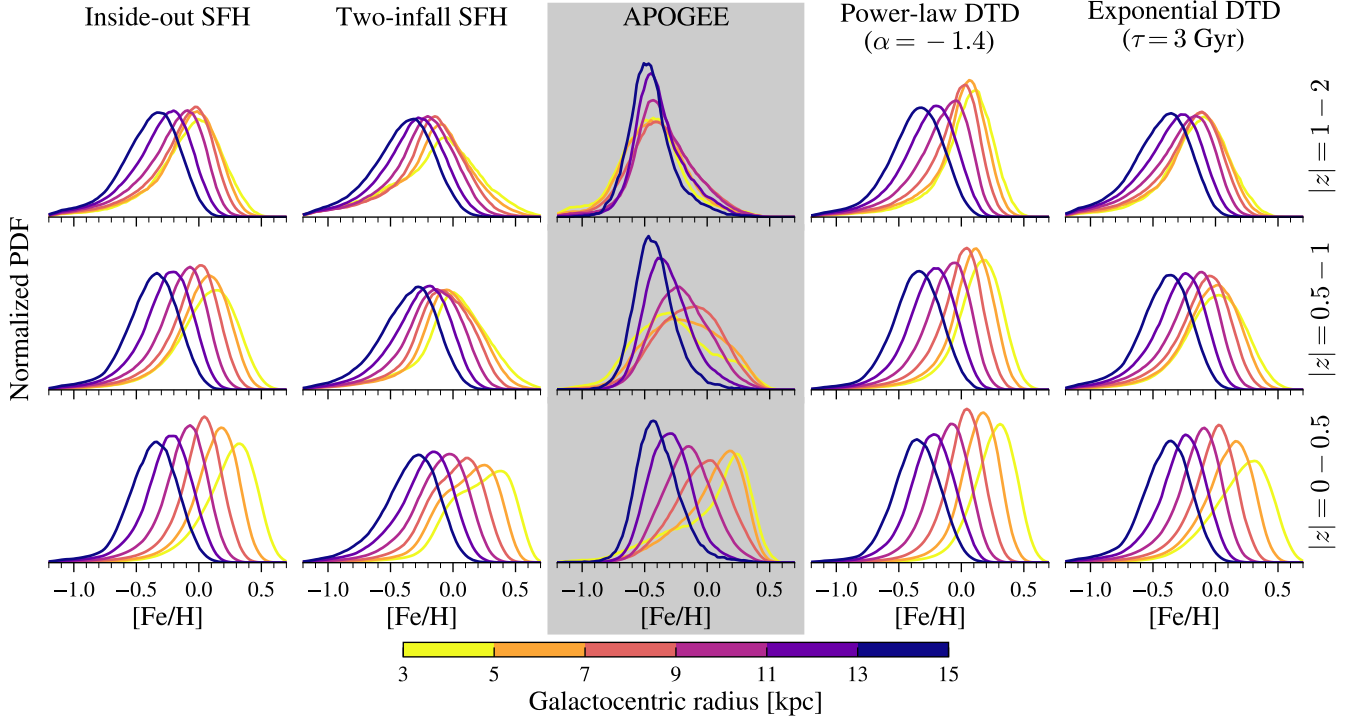 Inside-out SFH
Two-infall SFH
APOGEE
Power-law DTD
(α = −1.4)
Exponential DTD
(τ = 3 Gyr)
Normalized PDF
|z| = 1 − 2
|z| = 0.5 − 1
|z| = 0 − 0.5
−1.0 −0.5 0.0 0.5
−1.0 −0.5 0.0 0.5
−1.0 −0.5 0.0 0.5
−1.0 −0.5 0.0 0.5
−1.0 −0.5 0.0 0.5
[Fe/H]
[Fe/H]
[Fe/H]
[Fe/H]
[Fe/H]
3 5 7 9 11 13 15
Galactocentric radius [kpc]